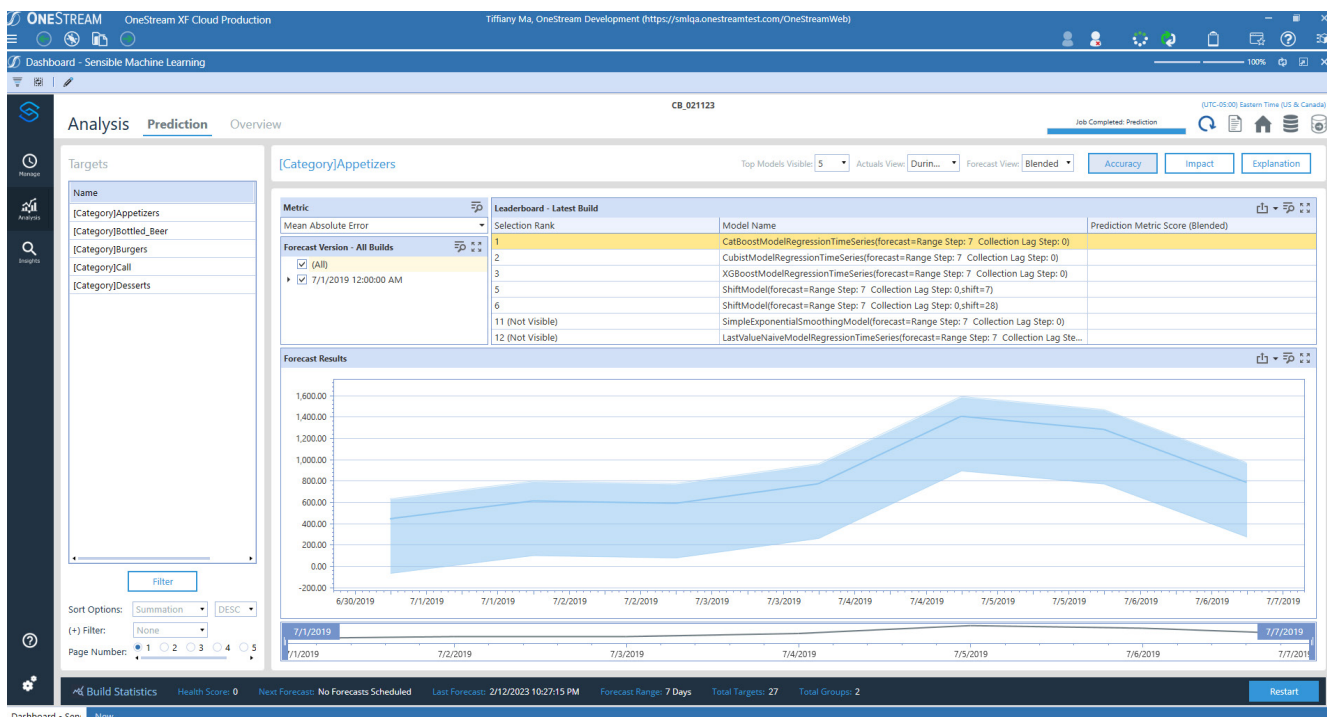 ONESTREAM OneStream XF Cloud Production Tiffiany Ma, OneStream Development (https://smlqa.onestreamtest.com/OneStreamWeb)
Dashboard - Sensible Machine Learning 100%
CB_021123 (UTC-05:00) Eastern Time (US & Canada)
Analysis Prediction Overview Job Completed: Prediction
Manage
Analysis
Insights
Targets
Name
[Category]Appetizers
[Category]Bottled_Beer
[Category]Burgers
[Category]Call
[Category]Desserts
Filter
Sort Options: Summation DESC
(+) Filter: None
Page Number: 1 2 3 4 5
[Category]Appetizers Top Models Visible: 5 Actuals View: Durin... Forecast View: Blended Accuracy Impact Explanation
Metric
Mean Absolute Error
Forecast Version - All Builds
(All)
7/1/2019 12:00:00 AM
Leaderboard - Latest Build
Selection Rank Model Name Prediction Metric Score (Blended)
1 CatBoostModelRegressionTimeSeries(forecast=Range Step: 7 Collection Lag Step: 0)
2 CubistModelRegressionTimeSeries(forecast=Range Step: 7 Collection Lag Step: 0)
3 XGBoostModelRegressionTimeSeries(forecast=Range Step: 7 Collection Lag Step: 0)
5 ShiftModel(forecast=Range Step: 7 Collection Lag Step: 0,shift=7)
6 ShiftModel(forecast=Range Step: 7 Collection Lag Step: 0,shift=28)
11 (Not Visible) SimpleExponentialSmoothingModel(forecast=Range Step: 7 Collection Lag Step: 0)
12 (Not Visible) LastValueNaiveModelRegressionTimeSeries(forecast=Range Step: 7 Collection Lag Ste...
Forecast Results
1,600.00
1,400.00
1,200.00
1,000.00
800.00
600.00
400.00
200.00
0.00
-200.00
6/30/2019 7/1/2019 7/1/2019 7/2/2019 7/2/2019 7/3/2019 7/3/2019 7/4/2019 7/4/2019 7/5/2019 7/5/2019 7/6/2019 7/6/2019 7/7/2019
7/1/2019 7/7/2019
7/1/2019 7/2/2019 7/3/2019 7/4/2019 7/5/2019 7/6/2019 7/7/2019
Build Statistics Health Score: 0 Next Forecast: No Forecasts Scheduled Last Forecast: 2/12/2023 10:27:15 PM Forecast Range: 7 Days Total Targets: 27 Total Groups: 2 Restart
Dashboard - Sen New